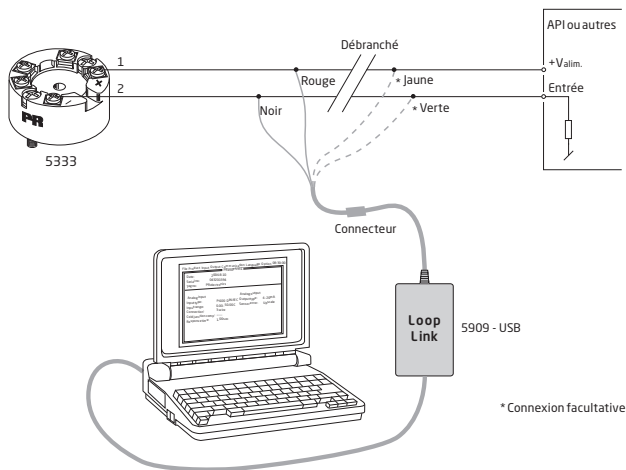 API ou autres
Débranché
1
+Valim.
Rouge
* Jaune
2
Entrée
Noir
* Verte
PR
5333
Connecteur
Loop
Link
5909 - USB
* Connexion facultative